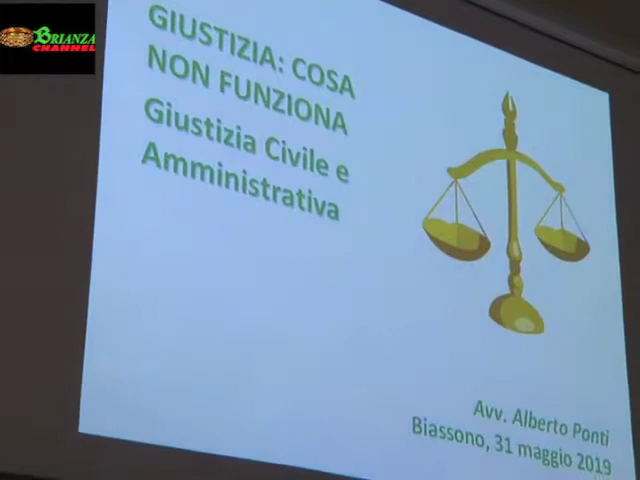 BRIANZA
CHANNEL
GIUSTIZIA: COSA
NON FUNZIONA
Giustizia Civile e
Amministrativa
Avv. Alberto Ponti
Biassono, 31 maggio 2019